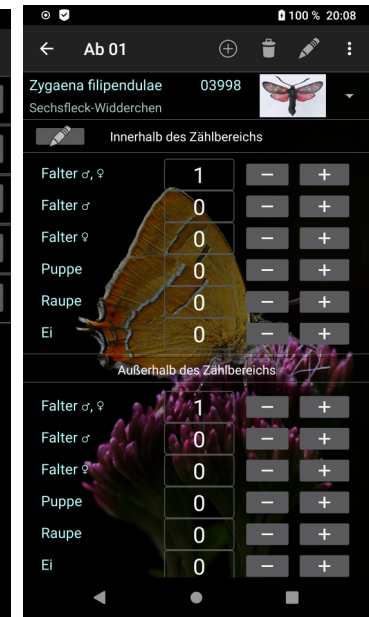 100 % 20:08
Ab 01
Zygaena filipendulae 03998
Sechsfleck-Widderchen
Innerhalb des Zählbereichs
Falter ♂, ♀ 1 − +
Falter ♂ 0 − +
Falter ♀ 0 − +
Puppe 0 − +
Raupe 0 − +
Ei 0 − +
Außerhalb des Zählbereichs
Falter ♂, ♀ 1 − +
Falter ♂ 0 − +
Falter ♀ 0 − +
Puppe 0 − +
Raupe 0 − +
Ei 0 − +